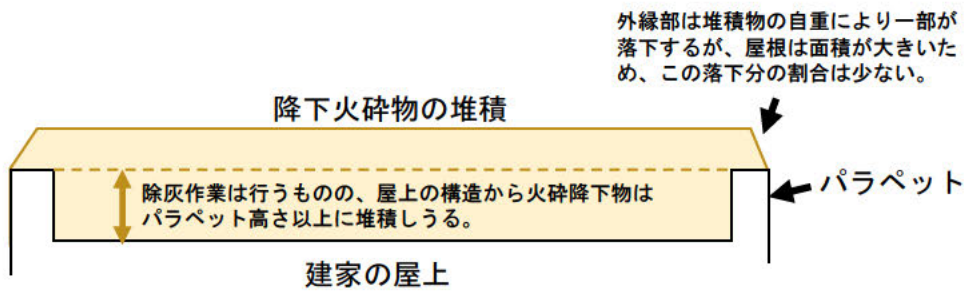 外縁部は堆積物の自重により一部が
落下するが、屋根は面積が大きいた
め、この落下分の割合は少ない。
降下火砕物の堆積
除灰作業は行うものの、屋上の構造から火砕降下物は
パラペット高さ以上に堆積しうる。
パラペット
建家の屋上